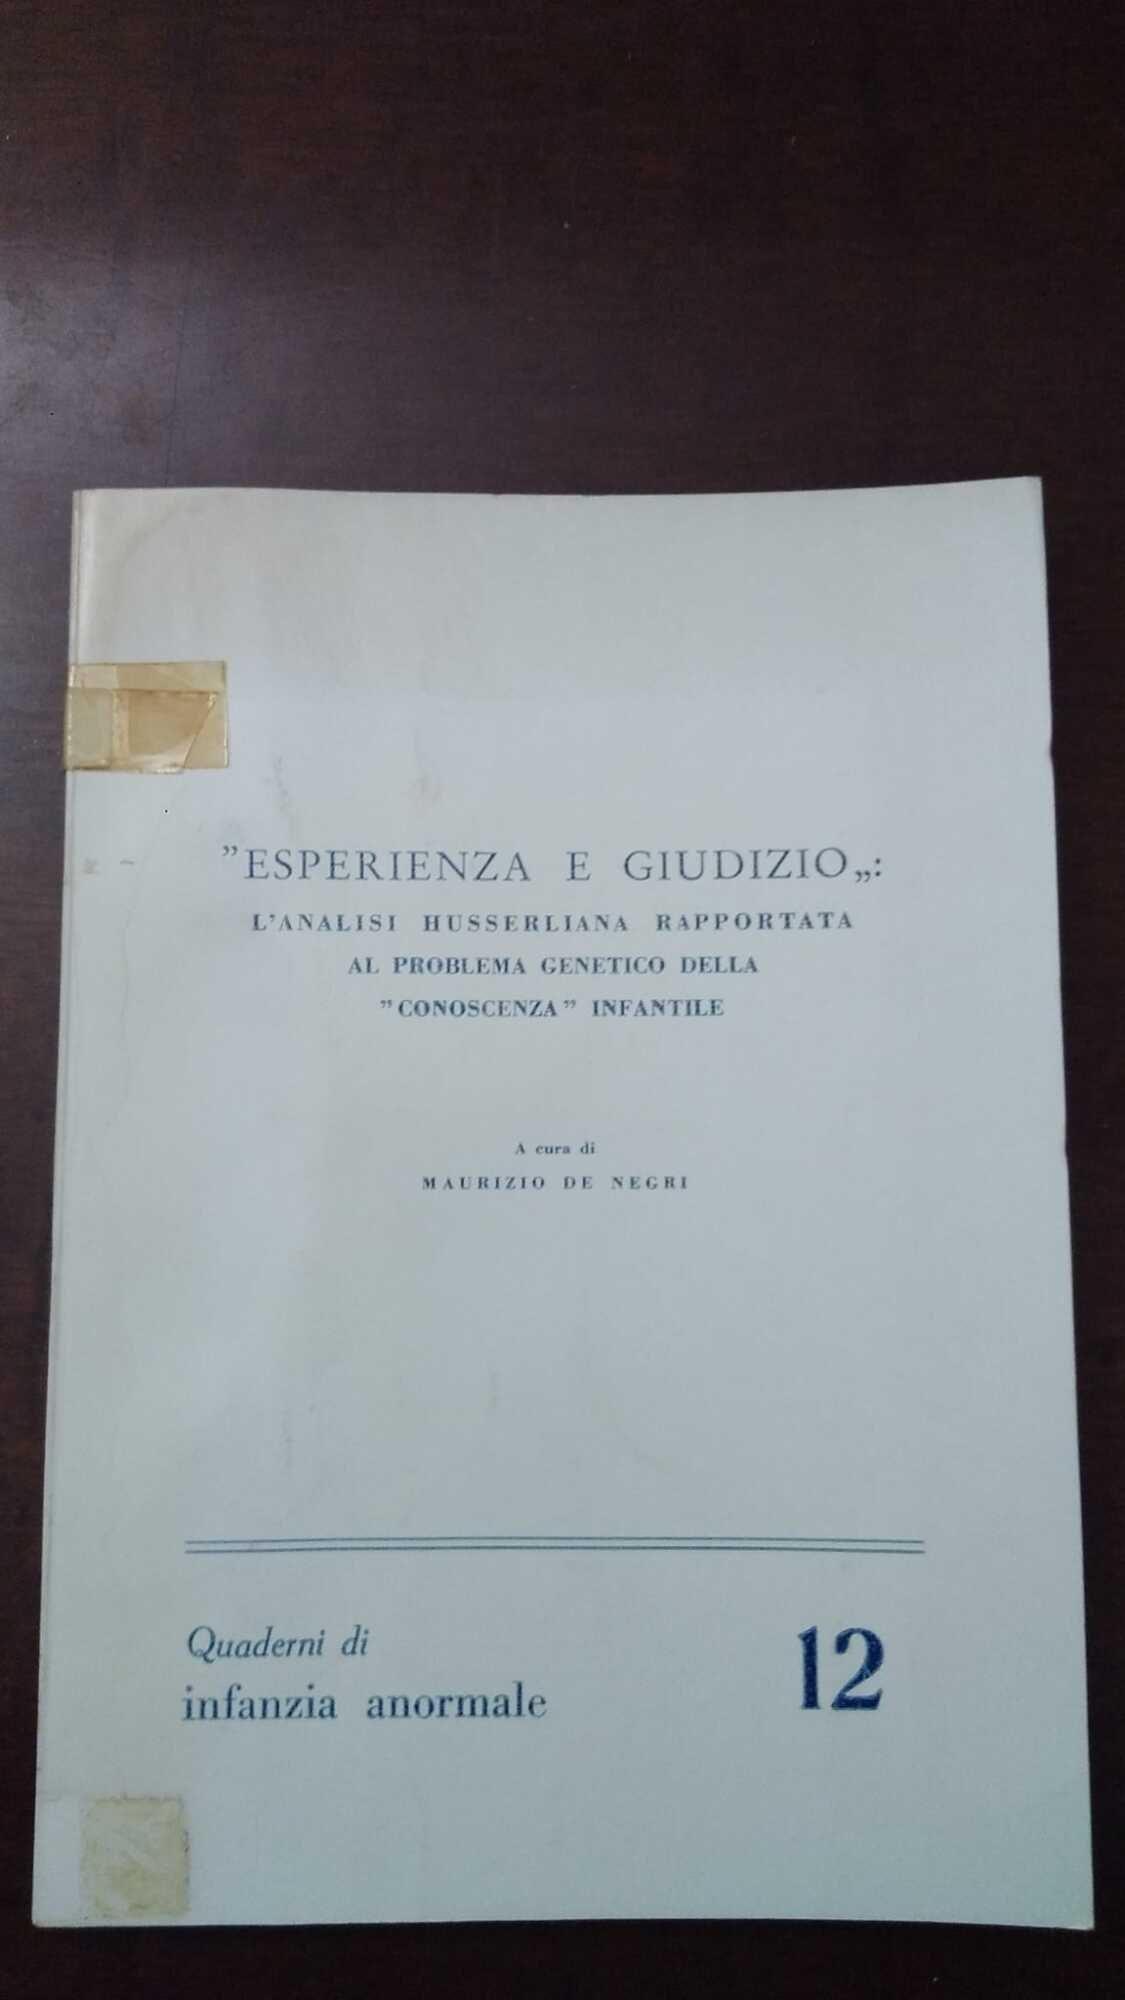 ”ESPERIENZA E GIUDIZIO„:
L’ANALISI HUSSERLIANA RAPPORTATA
AL PROBLEMA GENETICO DELLA
”CONOSCENZA” INFANTILE
A cura di
MAURIZIO DE NEGRI
Quaderni di
infanzia anormale
12